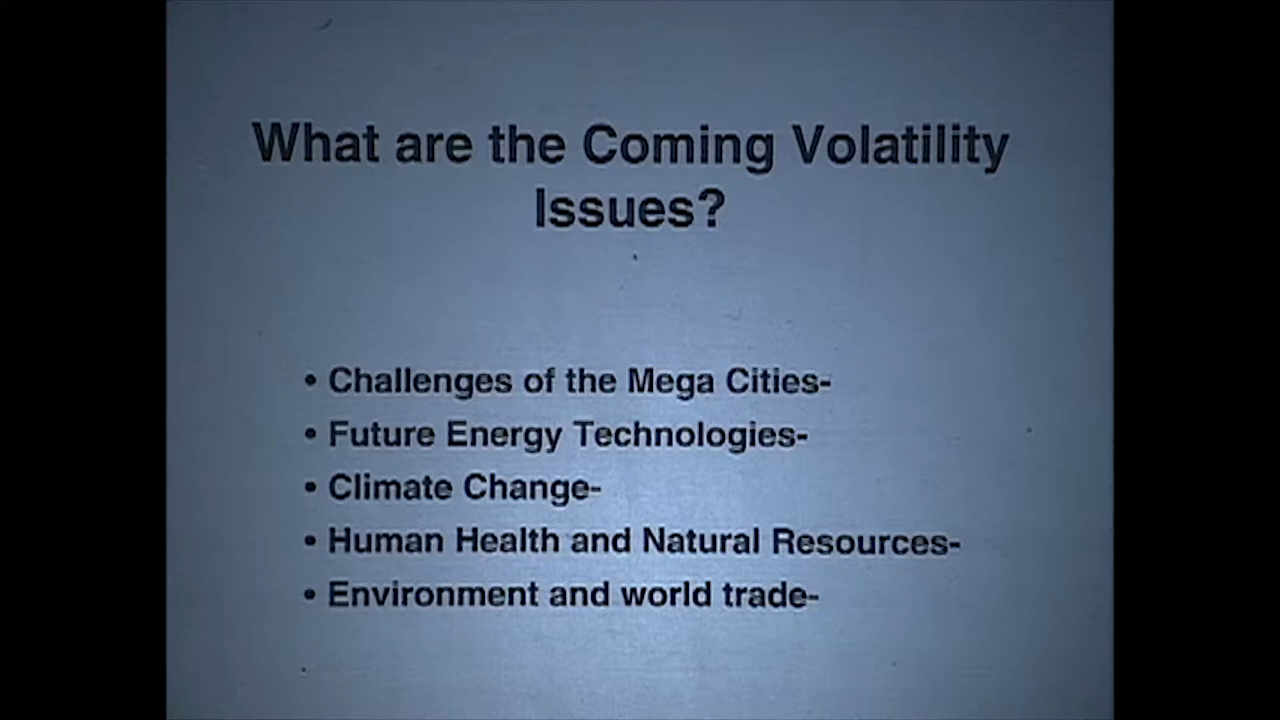 What are the Coming Volatility
Issues?
• Challenges of the Mega Cities-
• Future Energy Technologies-
• Climate Change-
• Human Health and Natural Resources-
• Environment and world trade-